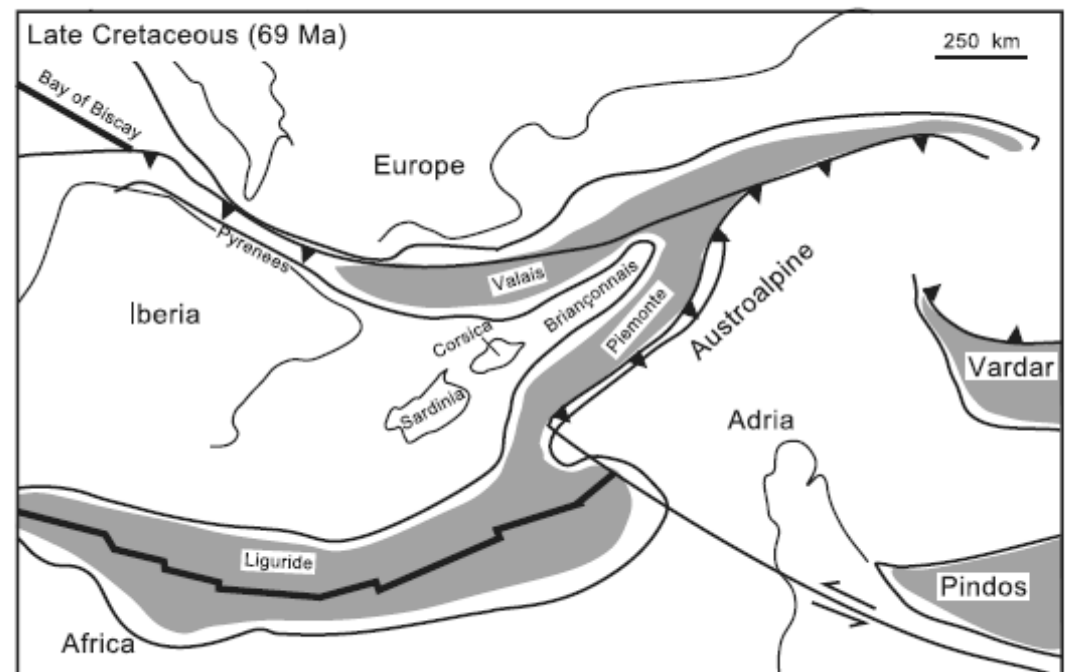 Late Cretaceous (69 Ma)
250 km
Bay of Biscay
Europe
Pyrenees
Valais
Briançonnais
Iberia
Piemonte
Austroalpine
Corsica
Vardar
Sardinia
Adria
Liguride
Pindos
Africa